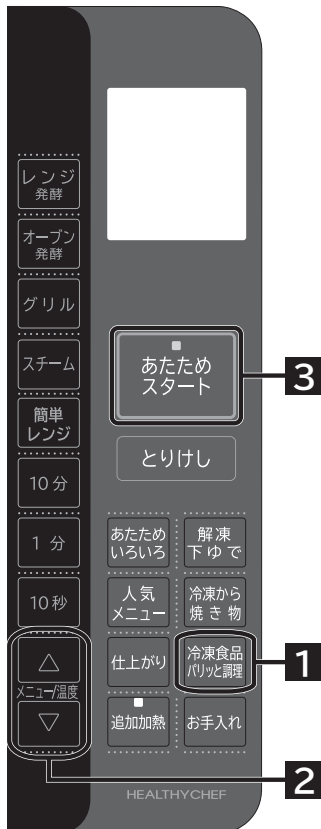 レンジ
発酵
オーブン
発酵
グリル
スチーム
簡単
レンジ
10分
1分
10秒
△
メニュー/温度
▽
あたため
スタート
3
とりけし
あたため
いろいろ
解凍
下ゆで
人気
メニュー
冷凍から
焼き物
仕上がり
冷凍食品
パリッと調理
1
追加加熱
お手入れ
2
HEALTHYCHEF